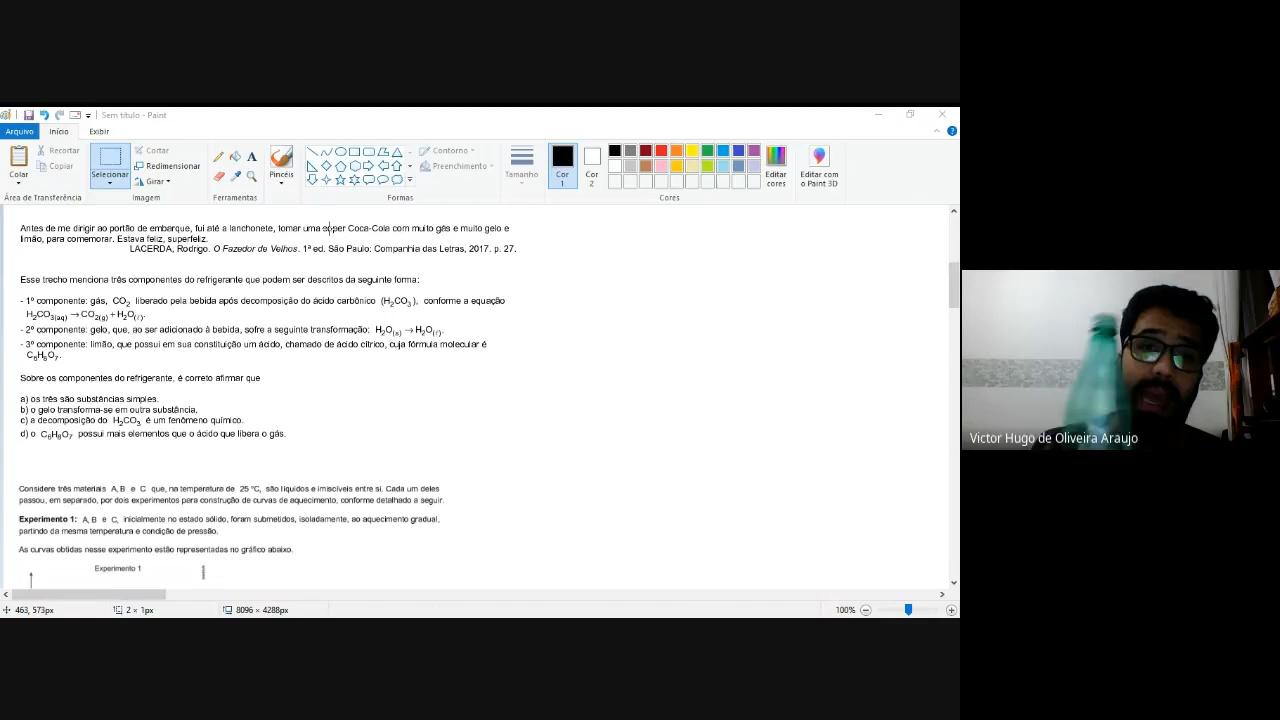 Sem título - Paint
Arquivo
Início
Exibir
Colar
Recortar
Copiar
Área de Transferência
Selecionar
Cortar
Redimensionar
Girar
Imagem
A
Ferramentas
Pincéis
Contorno
Preenchimento
Formas
Tamanho
Cor 1
Cor 2
Editar cores
Editar com o Paint 3D
Cores
Antes de me dirigir ao portão de embarque, fui até a lanchonete, tomar uma super Coca-Cola com muito gás e muito gelo e
limão, para comemorar. Estava feliz, superfeliz.
LACERDA, Rodrigo. O Fazedor de Velhos. 1ª ed. São Paulo: Companhia das Letras, 2017. p. 27.
Esse trecho menciona três componentes do refrigerante que podem ser descritos da seguinte forma:
- 1º componente: gás, CO2 liberado pela bebida após decomposição do ácido carbônico (H2CO3), conforme a equação
H2CO3(aq) → CO2(g) + H2O(ℓ).
- 2º componente: gelo, que, ao ser adicionado à bebida, sofre a seguinte transformação: H2O(s) → H2O(ℓ).
- 3º componente: limão, que possui em sua constituição um ácido, chamado de ácido cítrico, cuja fórmula molecular é
C6H8O7.
Sobre os componentes do refrigerante, é correto afirmar que
a) os três são substâncias simples.
b) o gelo transforma-se em outra substância.
c) a decomposição do H2CO3 é um fenômeno químico.
d) o C6H8O7 possui mais elementos que o ácido que libera o gás.
Considere três materiais A, B e C que, na temperatura de 25 °C, são líquidos e imiscíveis entre si. Cada um deles
passou, em separado, por dois experimentos para construção de curvas de aquecimento, conforme detalhado a seguir.
Experimento 1: A, B e C, inicialmente no estado sólido, foram submetidos, isoladamente, ao aquecimento gradual,
partindo da mesma temperatura e condição de pressão.
As curvas obtidas nesse experimento estão representadas no gráfico abaixo.
Experimento 1
463, 573px
2 × 1px
8096 × 4288px
100%
Victor Hugo de Oliveira Araujo